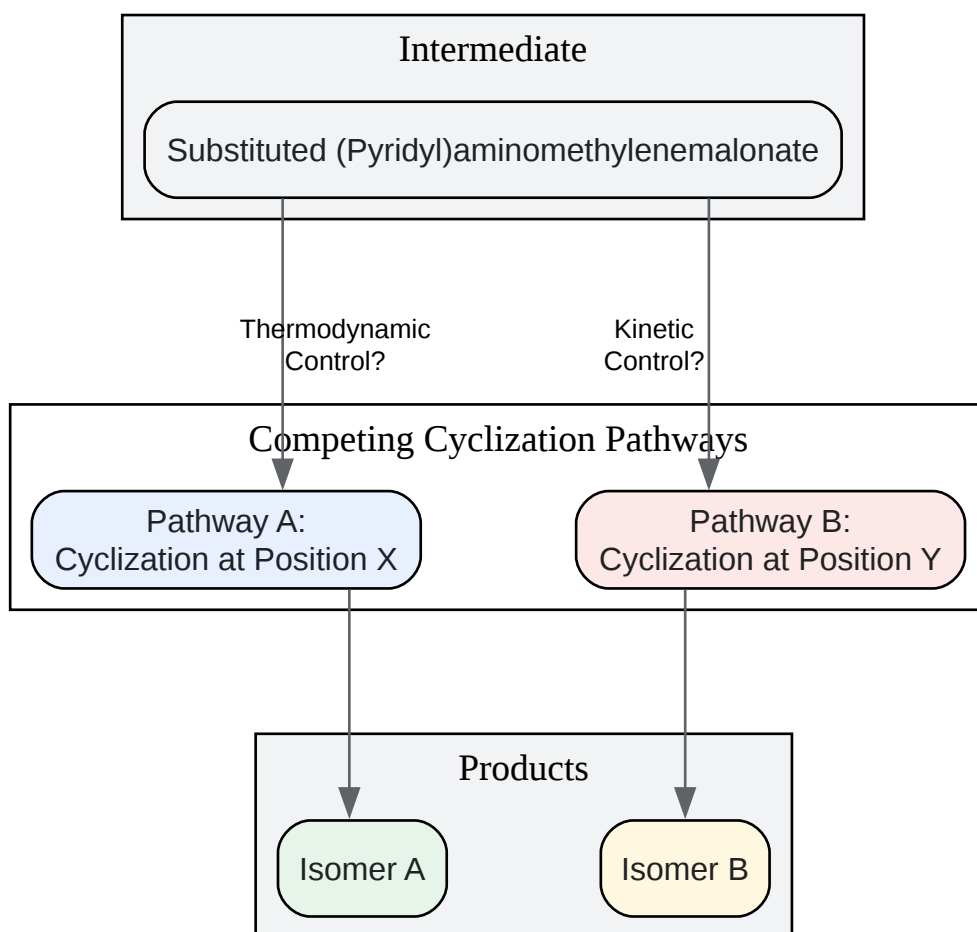 Intermediate
Substituted (Pyridyl)aminomethylenemalonate
Thermodynamic
Control?
Kinetic
Control?
Competing Cyclization Pathways
Pathway A:
Cyclization at Position X
Pathway B:
Cyclization at Position Y
Products
Isomer A
Isomer B